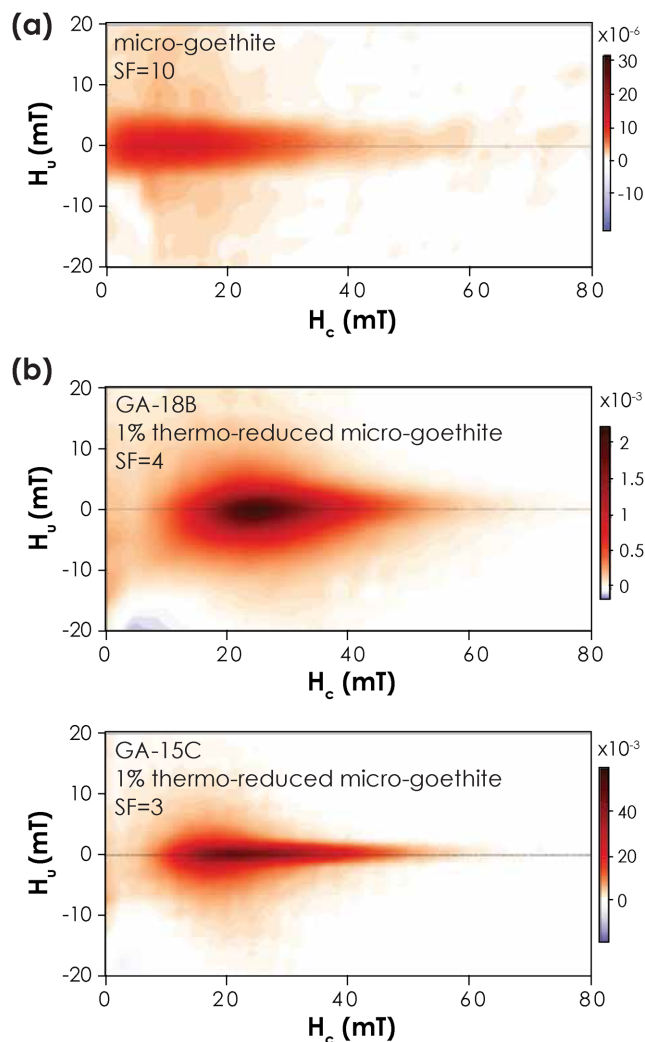 (a)
micro-goethite
SF=10
x10-6
20
10
0
-10
-20
Hu (mT)
0
20
40
60
80
Hc (mT)
30
20
10
0
-10
(b)
GA-18B
1% thermo-reduced micro-goethite
SF=4
x10-3
20
10
0
-10
-20
Hu (mT)
0
20
40
60
80
Hc (mT)
2
1.5
1
0.5
0
GA-15C
1% thermo-reduced micro-goethite
SF=3
x10-3
20
10
0
-10
-20
Hu (mT)
0
20
40
60
80
Hc (mT)
40
20
0